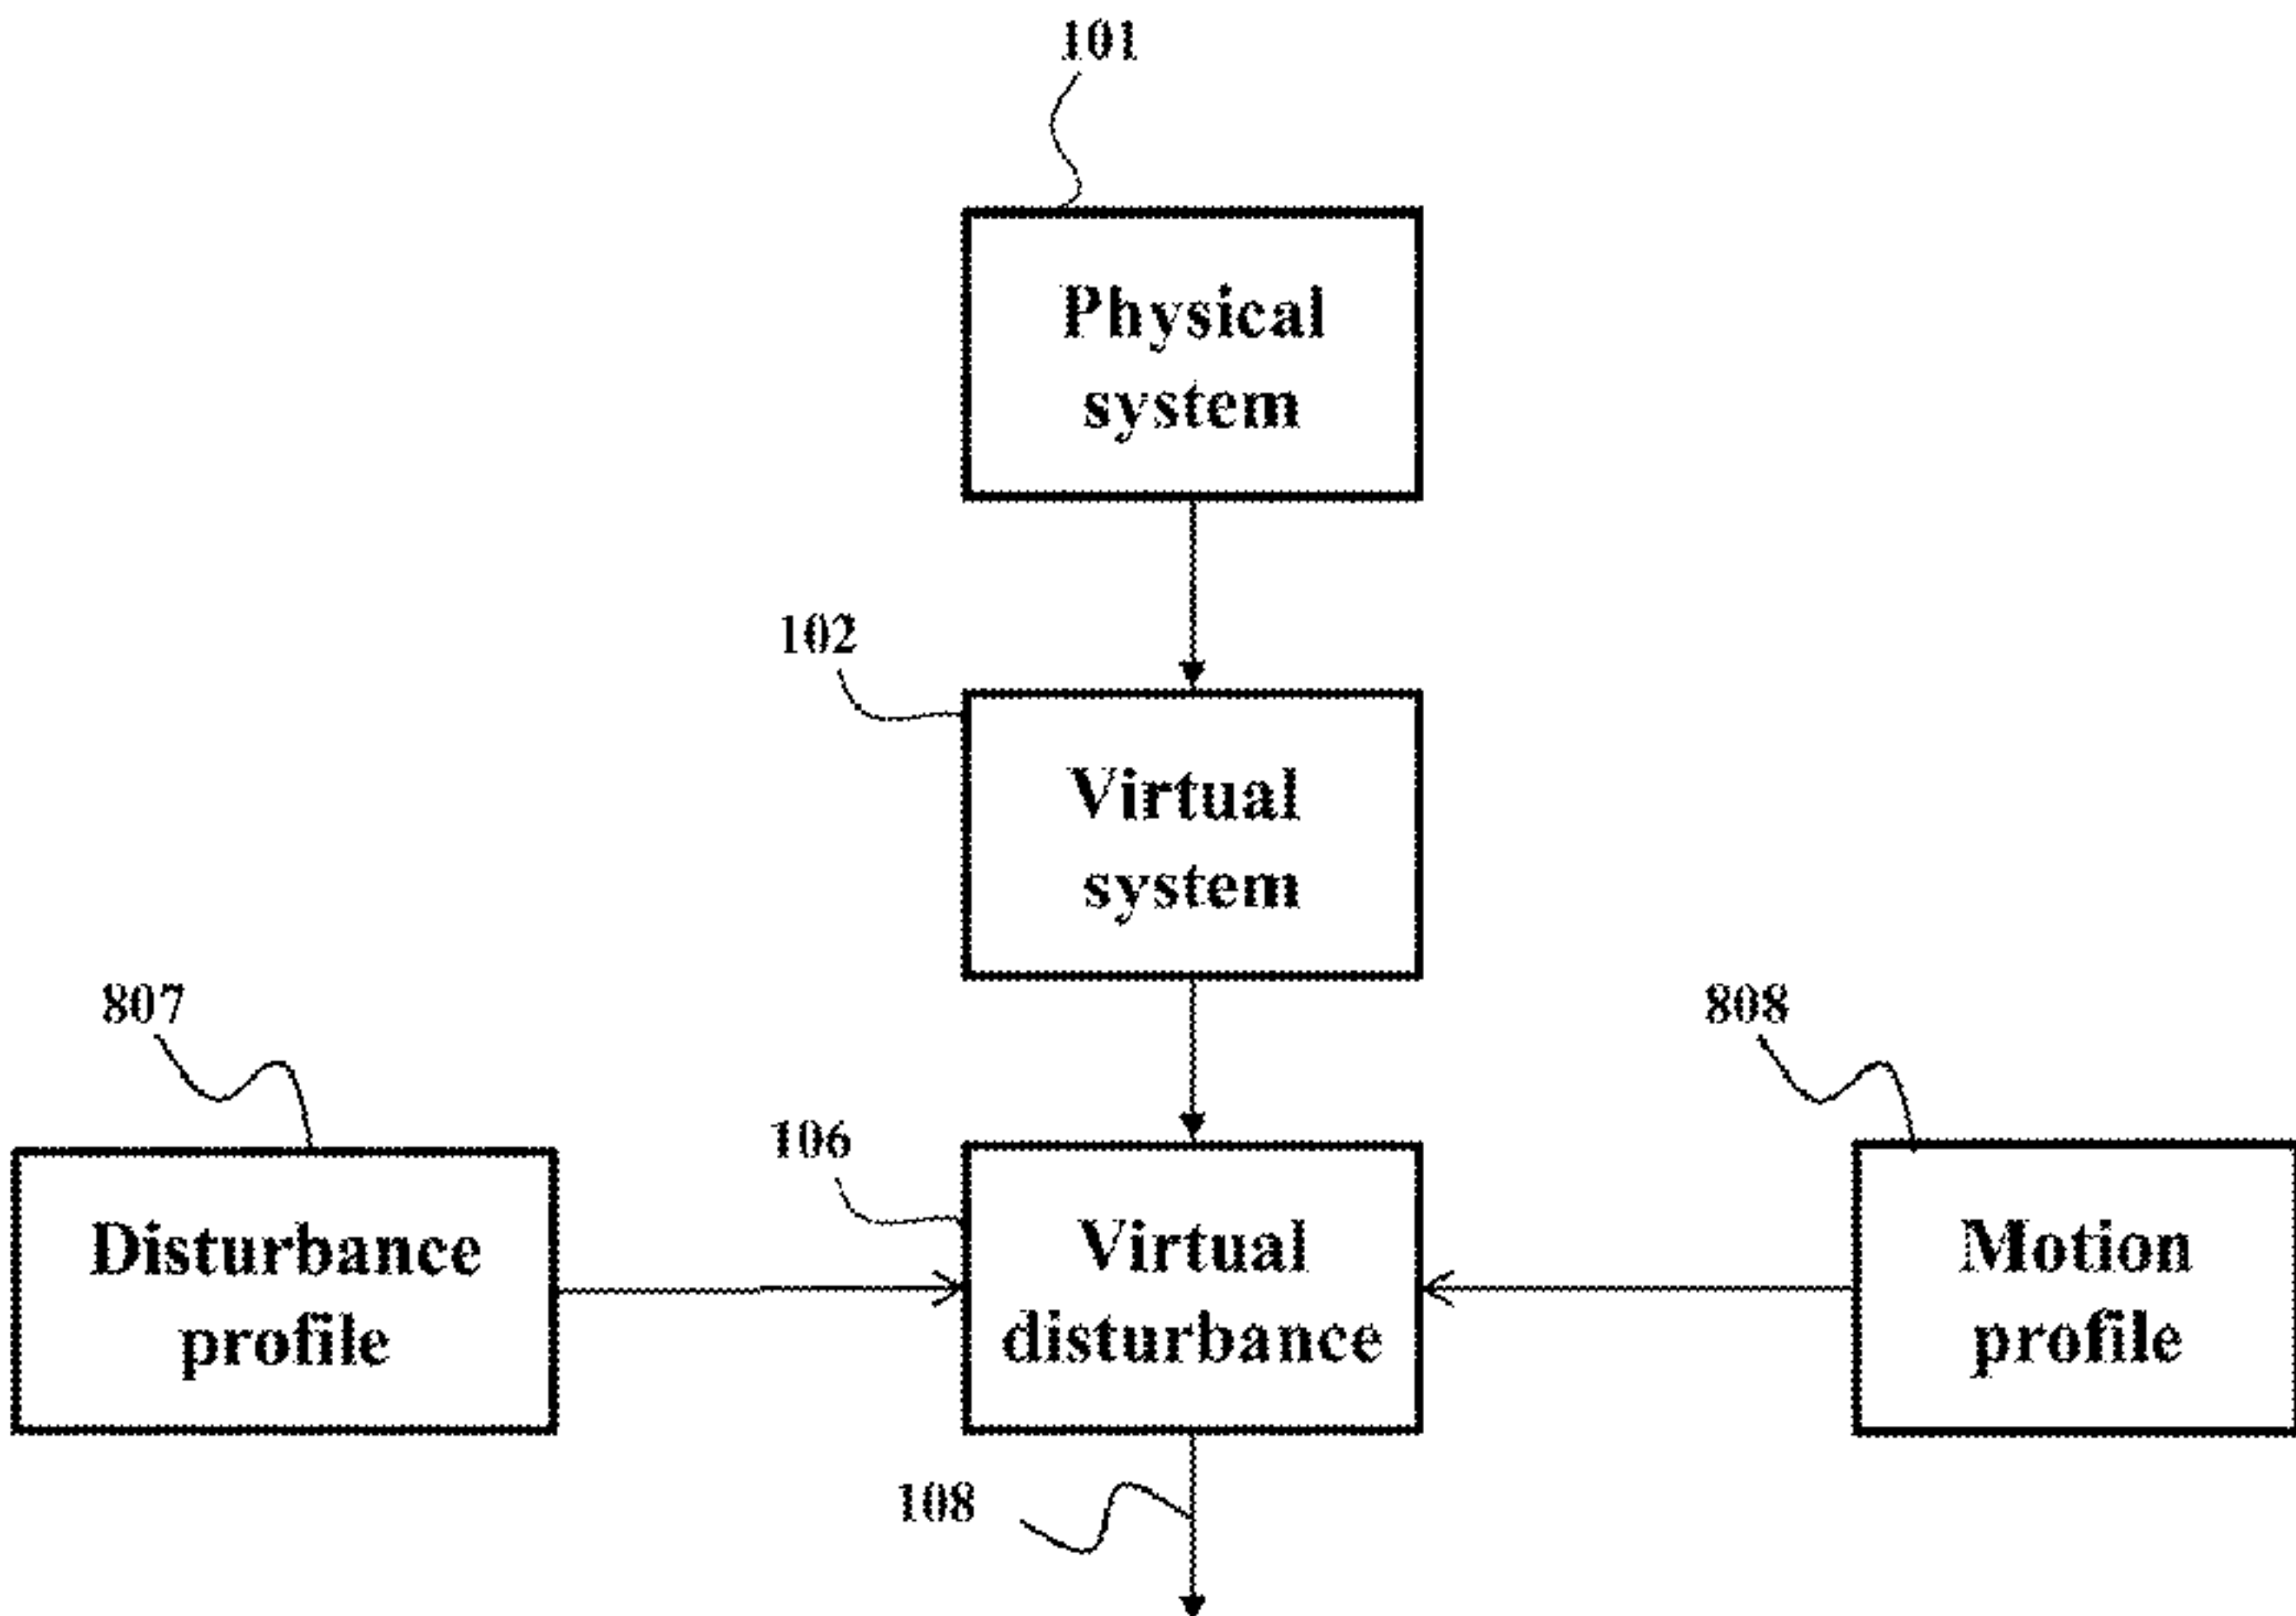 101
Physical
system
102
Virtual
system
807
808
106
Disturbance
profile
Virtual
disturbance
Motion
profile
108